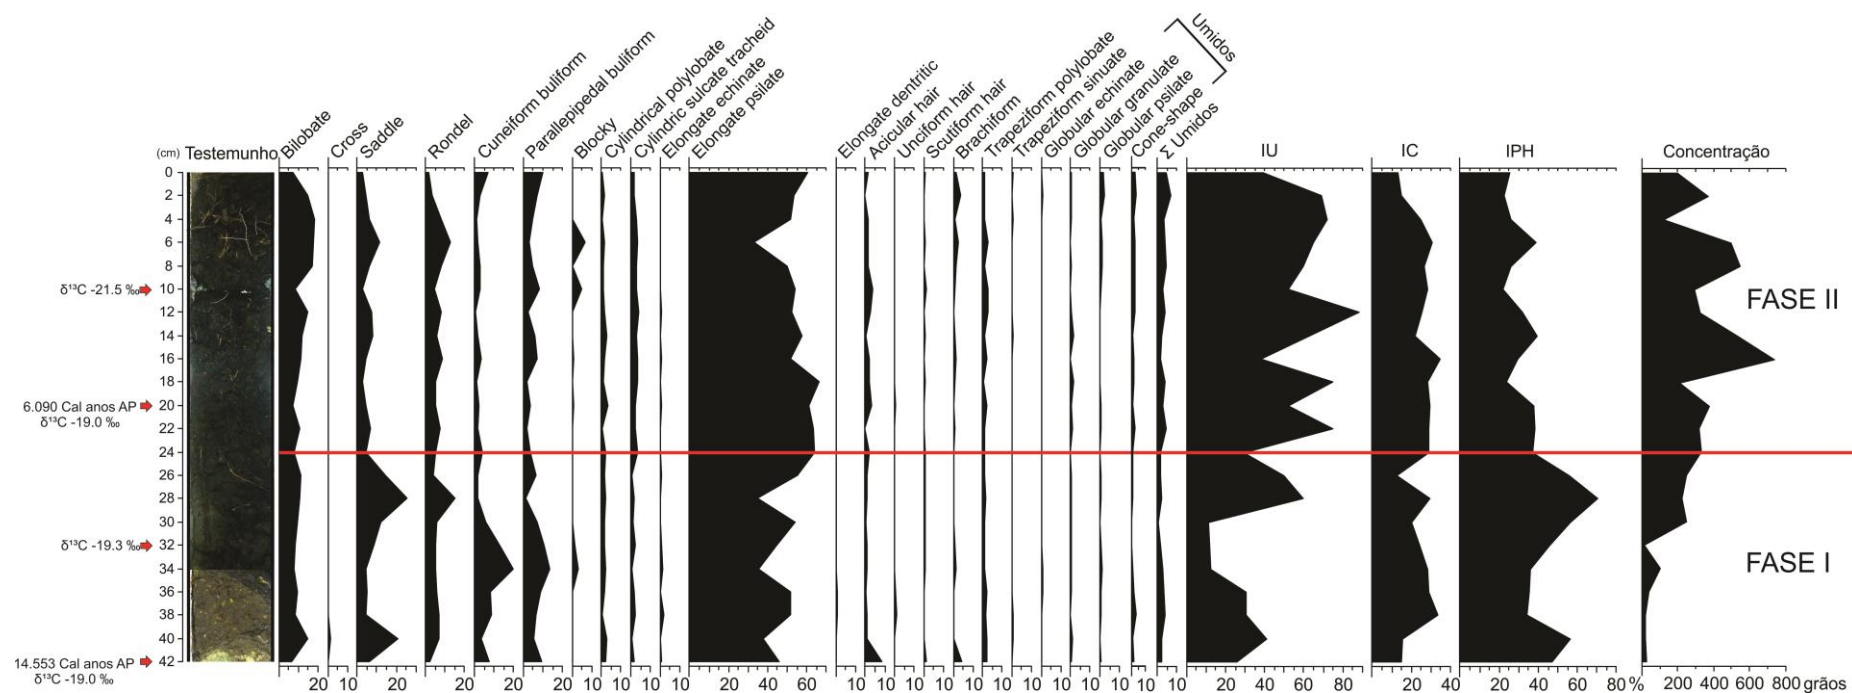 Umidos
Bilobate
Cross
Saddle
Rondel
Cuneiform buliform
Parallepipedal buliform
Blocky
Cylindrical polylobate
Cylindric sulcate tracheid
Elongate echinate
Elongate psilate
Elongate dentritic
Acicular hair
Unciform hair
Scutiform hair
Brachiform
Trapeziform polylobate
Trapeziform sinuate
Globular echinate
Globular granulate
Globular psilate
Cone-shape
Σ Umidos
(cm) Testemunho IU IC IPH Concentração
0
2
4
6
8
δ¹³C -21.5 ‰ 10 FASE II
12
14
16
18
6.090 Cal anos AP 20
δ¹³C -19.0 ‰
22
24
26
28
30
δ¹³C -19.3 ‰ 32
34 FASE I
36
38
40
14.553 Cal anos AP 42
δ¹³C -19.0 ‰
20 10 20 20 20 20 10 10 10 10 20 40 60 10 10 10 10 10 10 10 10 10 10 10 10 20 40 60 80 20 40 20 40 60 80 % 200 400 600 800 grãos